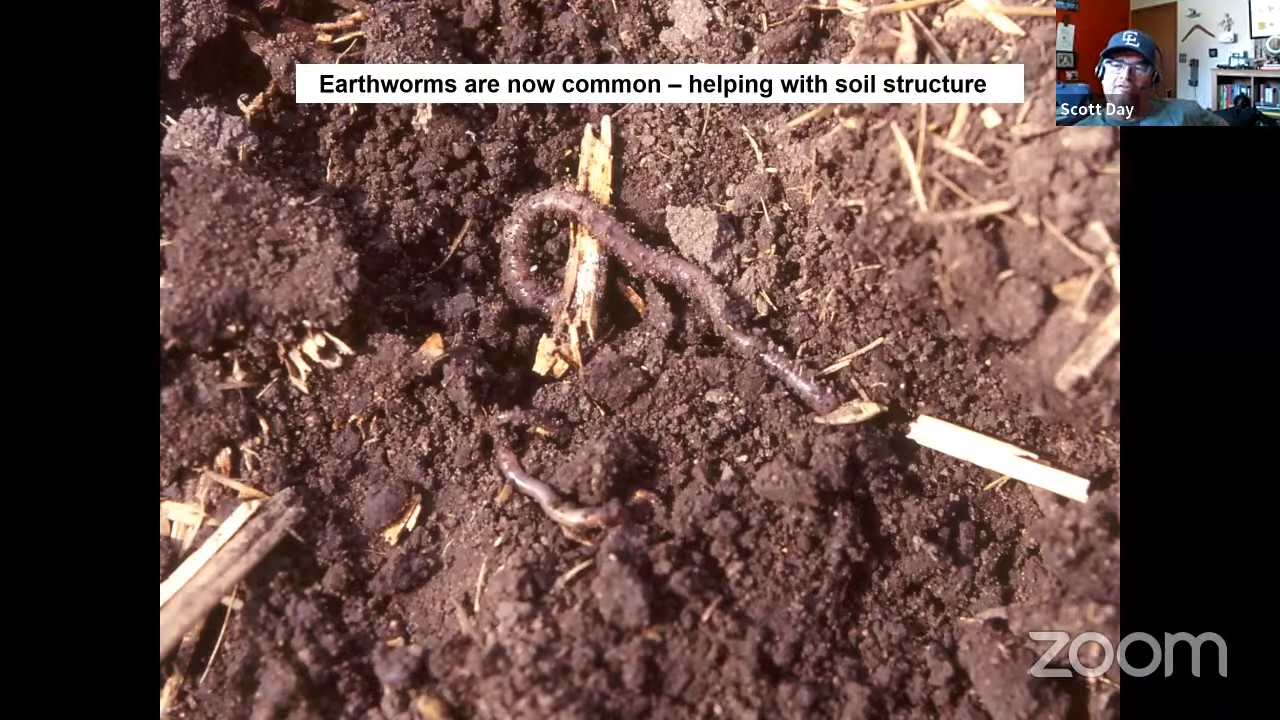 Earthworms are now common – helping with soil structure
Scott Day
zoom